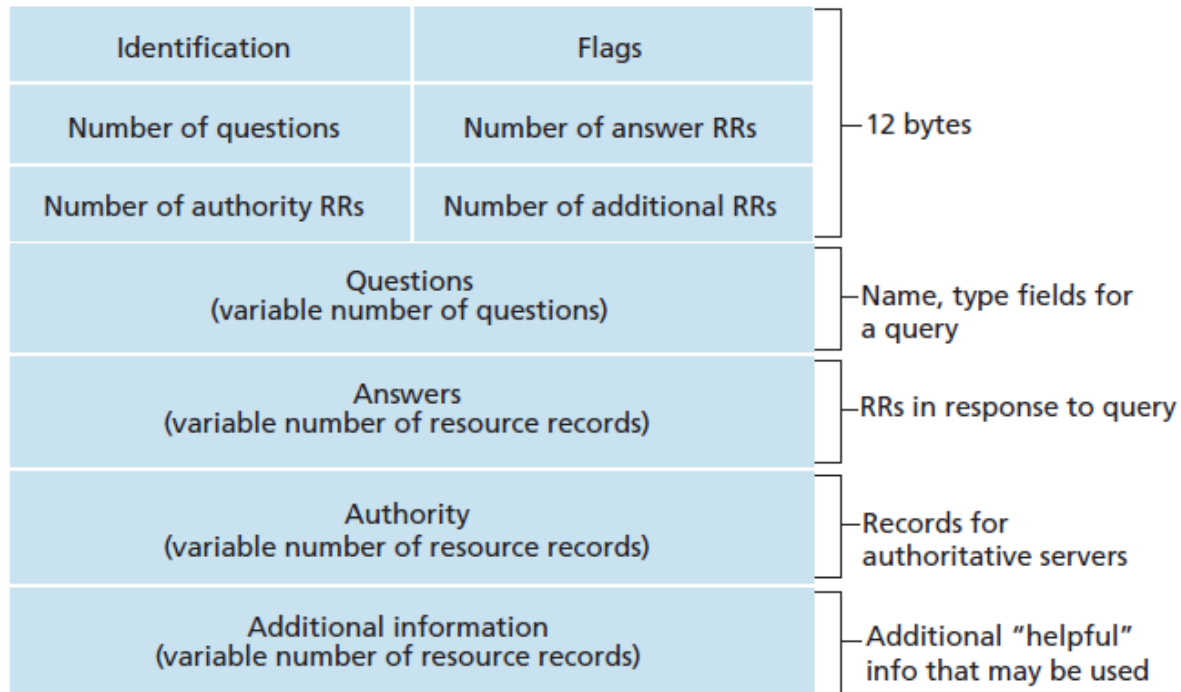 Identification
Flags
Number of questions
Number of answer RRs
12 bytes
Number of authority RRs
Number of additional RRs
Questions
(variable number of questions)
Name, type fields for
a query
Answers
(variable number of resource records)
RRs in response to query
Authority
(variable number of resource records)
Records for
authoritative servers
Additional information
(variable number of resource records)
Additional “helpful”
info that may be used